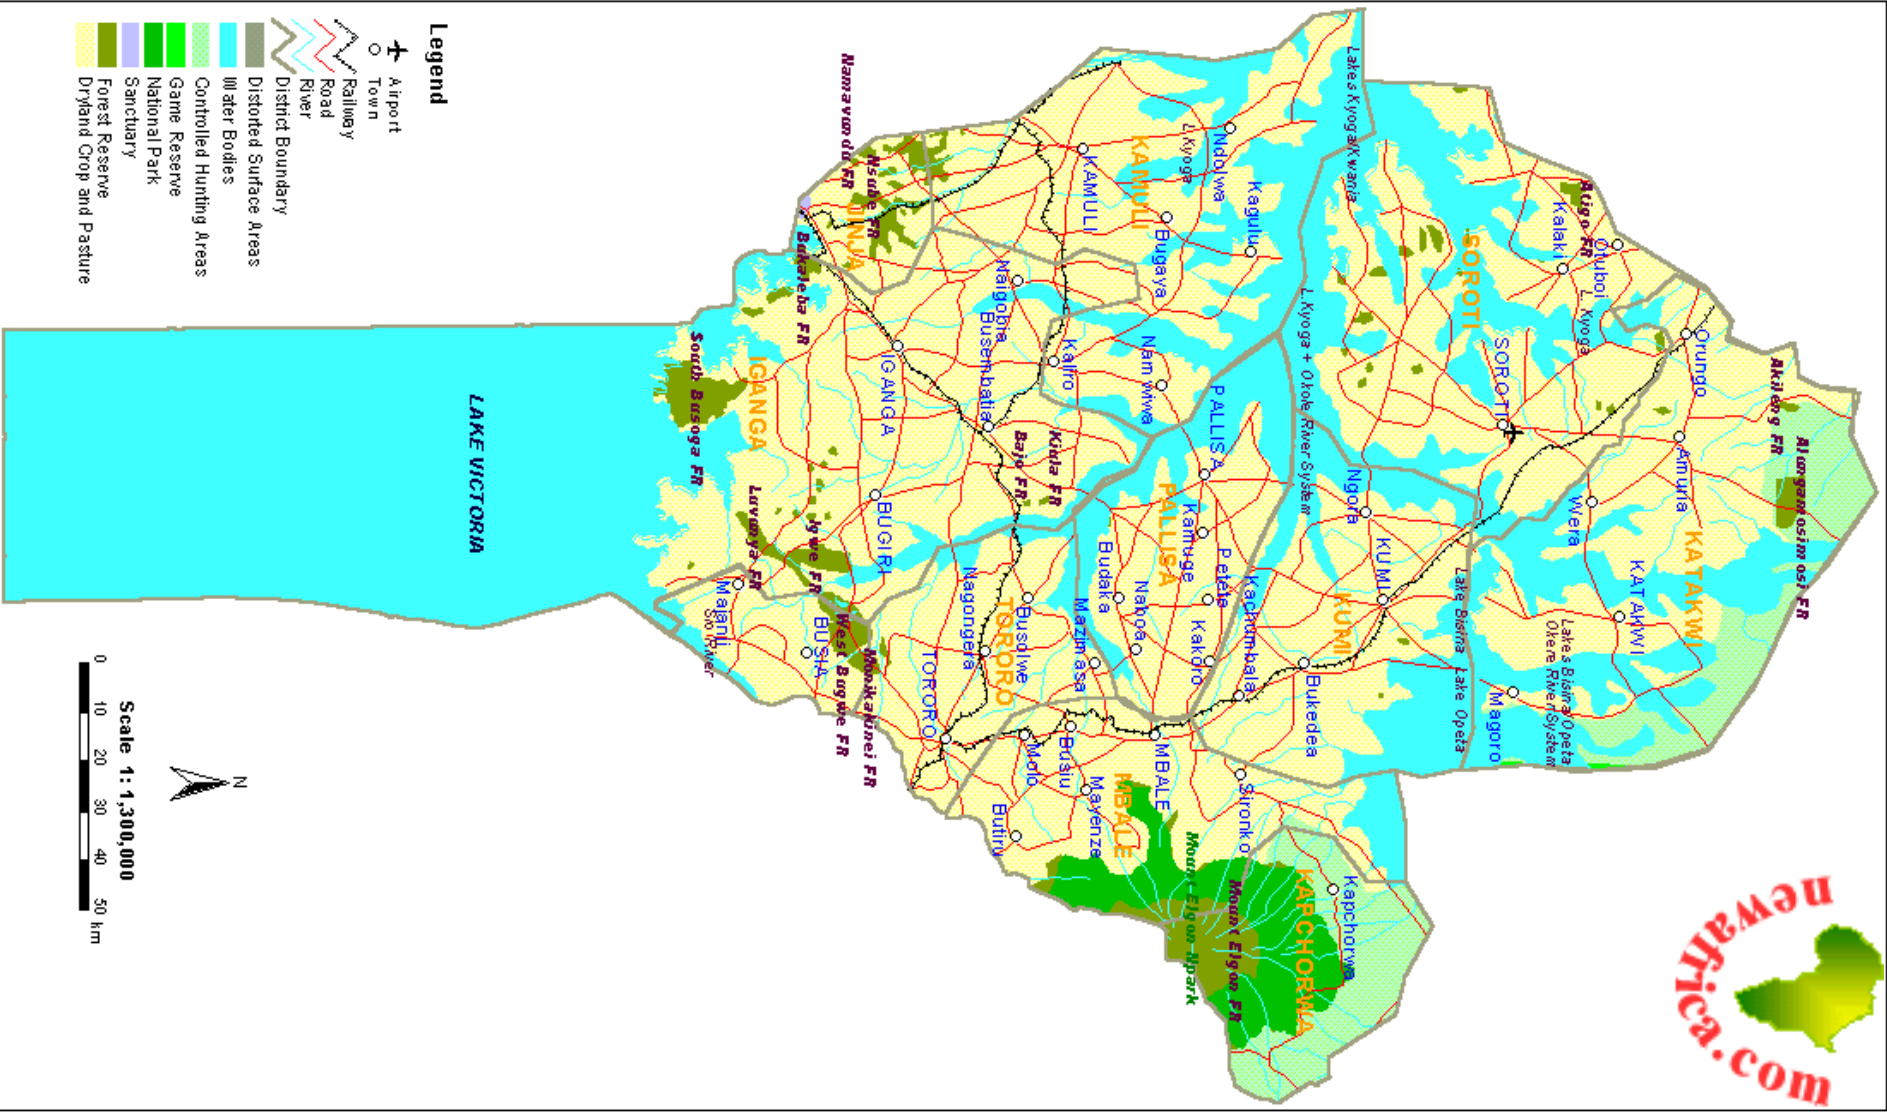 newafrica.com
Alamgamosimosi FR
Akileng FR
Orungo
Amuria
KATAKWI
KATAKWI
Atigo FR
Otuboi
Kalaki
L. Kyoga
Wera
Lakes Bisina/Opeta
Okere River System
Magoro
SOROTI
SOROTI
Lake Bisina
Lake Opeta
Lakes Kyoga/Kwania
L.Kyoga + Okole River System
Ngora
KUMI
KUMI
Bukedea
Kachumbala
Kapchorwa
KAPCHORWA
Ndolwa
Kagulu
L.Kyoga
KAMULI
KAMULI
Bugaya
Namwiwa
Kaliro
PALLISA
PALLISA
Kamuge
Petete
Kakoro
Naboa
Budaka
Mazimasa
Sironko
MBALE
MBALE
Mount Elgon FR
Mount Elgon Npark
Mayenze
Busiu
Molo
Butiru
Naigobia
Busembatia
Kiula FR
Bajo FR
Busolwe
TORORO
Nagongera
TORORO
Namavundu FR
Nsube FR
JINJA
Bukaleba FR
IGANGA
IGANGA
BUGIRI
Igwe FR
Luvunya FR
West Bugwe FR
BUSIA
Majanji
Sio River
South Busoga FR
LAKE VICTORIA
Legend
Airport
Town
Railway
Road
River
District Boundary
Distorted Surface Areas
Water Bodies
Controlled Hunting Areas
Game Reserve
National Park
Sanctuary
Forest Reserve
Dryland Crop and Pasture
N
Scale 1:1,300,000
0 10 20 30 40 50 km